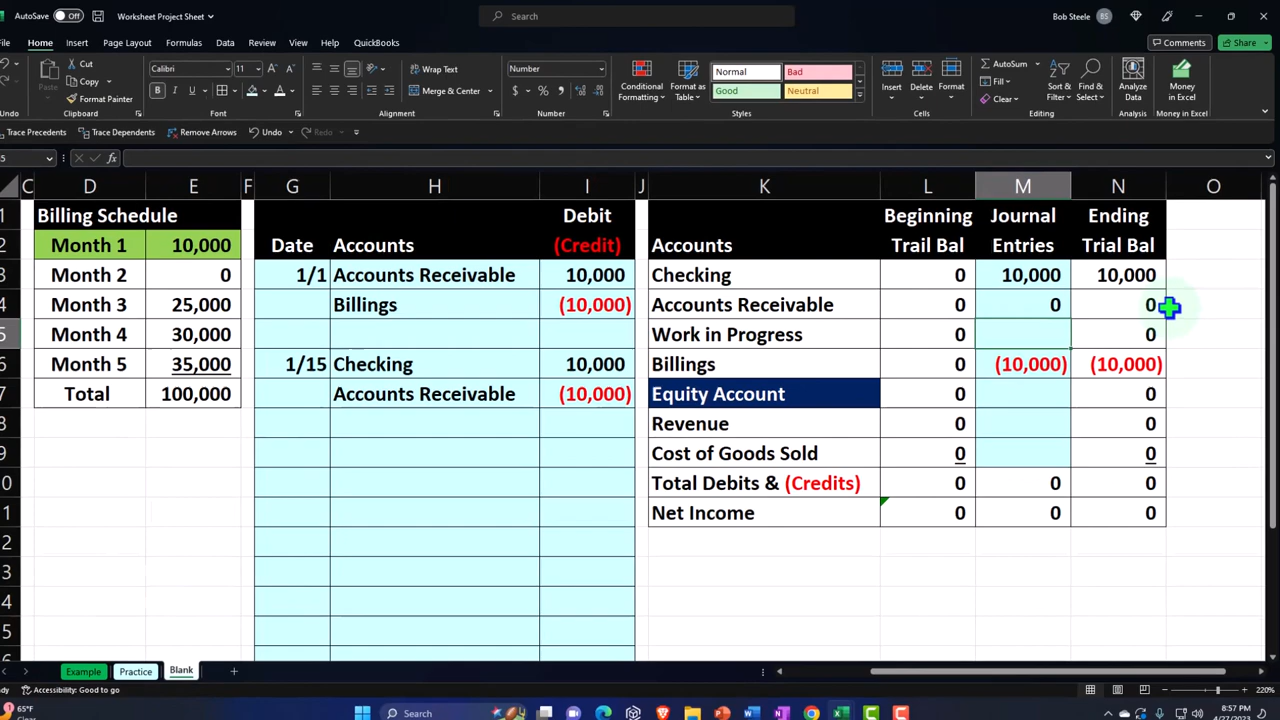 AutoSave Off Worksheet Project Steele Search Bob Steele BS
File Home Insert Page Layout Formulas Data Review View Help QuickBooks Comments Share
Paste Cut Copy Format Painter Clipboard
Calibri 11 B I U Font
Wrap Text Merge & Center Alignment
Number $ % Number
Conditional Formatting Format as Table Normal Bad Good Neutral Styles
Insert Delete Format Cells
AutoSum Fill Clear Sort & Filter Find & Select Editing
Analyze Data Analysis
Money in Excel Money in Excel
Trace Precedents Trace Dependents Remove Arrows Undo Redo
fx
C D E F G H I J K L M N O
Billing Schedule Debit Beginning Journal Ending
Month 1 10,000 Date Accounts (Credit) Accounts Trail Bal Entries Trial Bal
Month 2 0 1/1 Accounts Receivable 10,000 Checking 0 10,000 10,000
Month 3 25,000 Billings (10,000) Accounts Receivable 0 0 0
Month 4 30,000 Work in Progress 0 0
Month 5 35,000 1/15 Checking 10,000 Billings 0 (10,000) (10,000)
Total 100,000 Accounts Receivable (10,000) Equity Account 0 0
Revenue 0 0
Cost of Goods Sold 0 0
Total Debits & (Credits) 0 0 0
Net Income 0 0 0
Example Practice Blank
Accessibility: Good to go 220%
65°F Clear Search 8:57 PM 4/27/2023